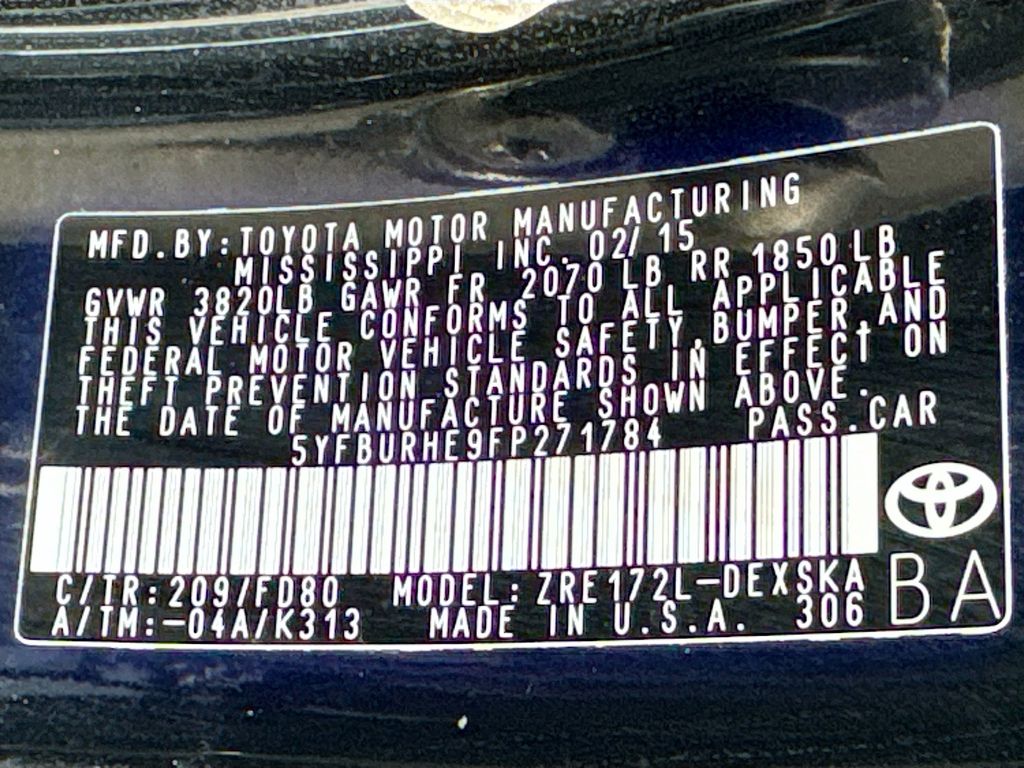 MFD.BY:TOYOTA MOTOR MANUFACTURING
MISSISSIPPI INC. 02/15
GVWR 3820LB GAWR FR 2070 LB RR 1850 LB
THIS VEHICLE CONFORMS TO ALL APPLICABLE
FEDERAL MOTOR VEHICLE SAFETY,BUMPER,AND
THEFT PREVENTION STANDARDS IN EFFECT ON
THE DATE OF MANUFACTURE SHOWN ABOVE.
5YFBURHE9FP271784 PASS.CAR
C/TR:209/FD80 MODEL:ZRE172L-DEXSKA
A/TM:-04A/K313 MADE IN U.S.A. 306
BA